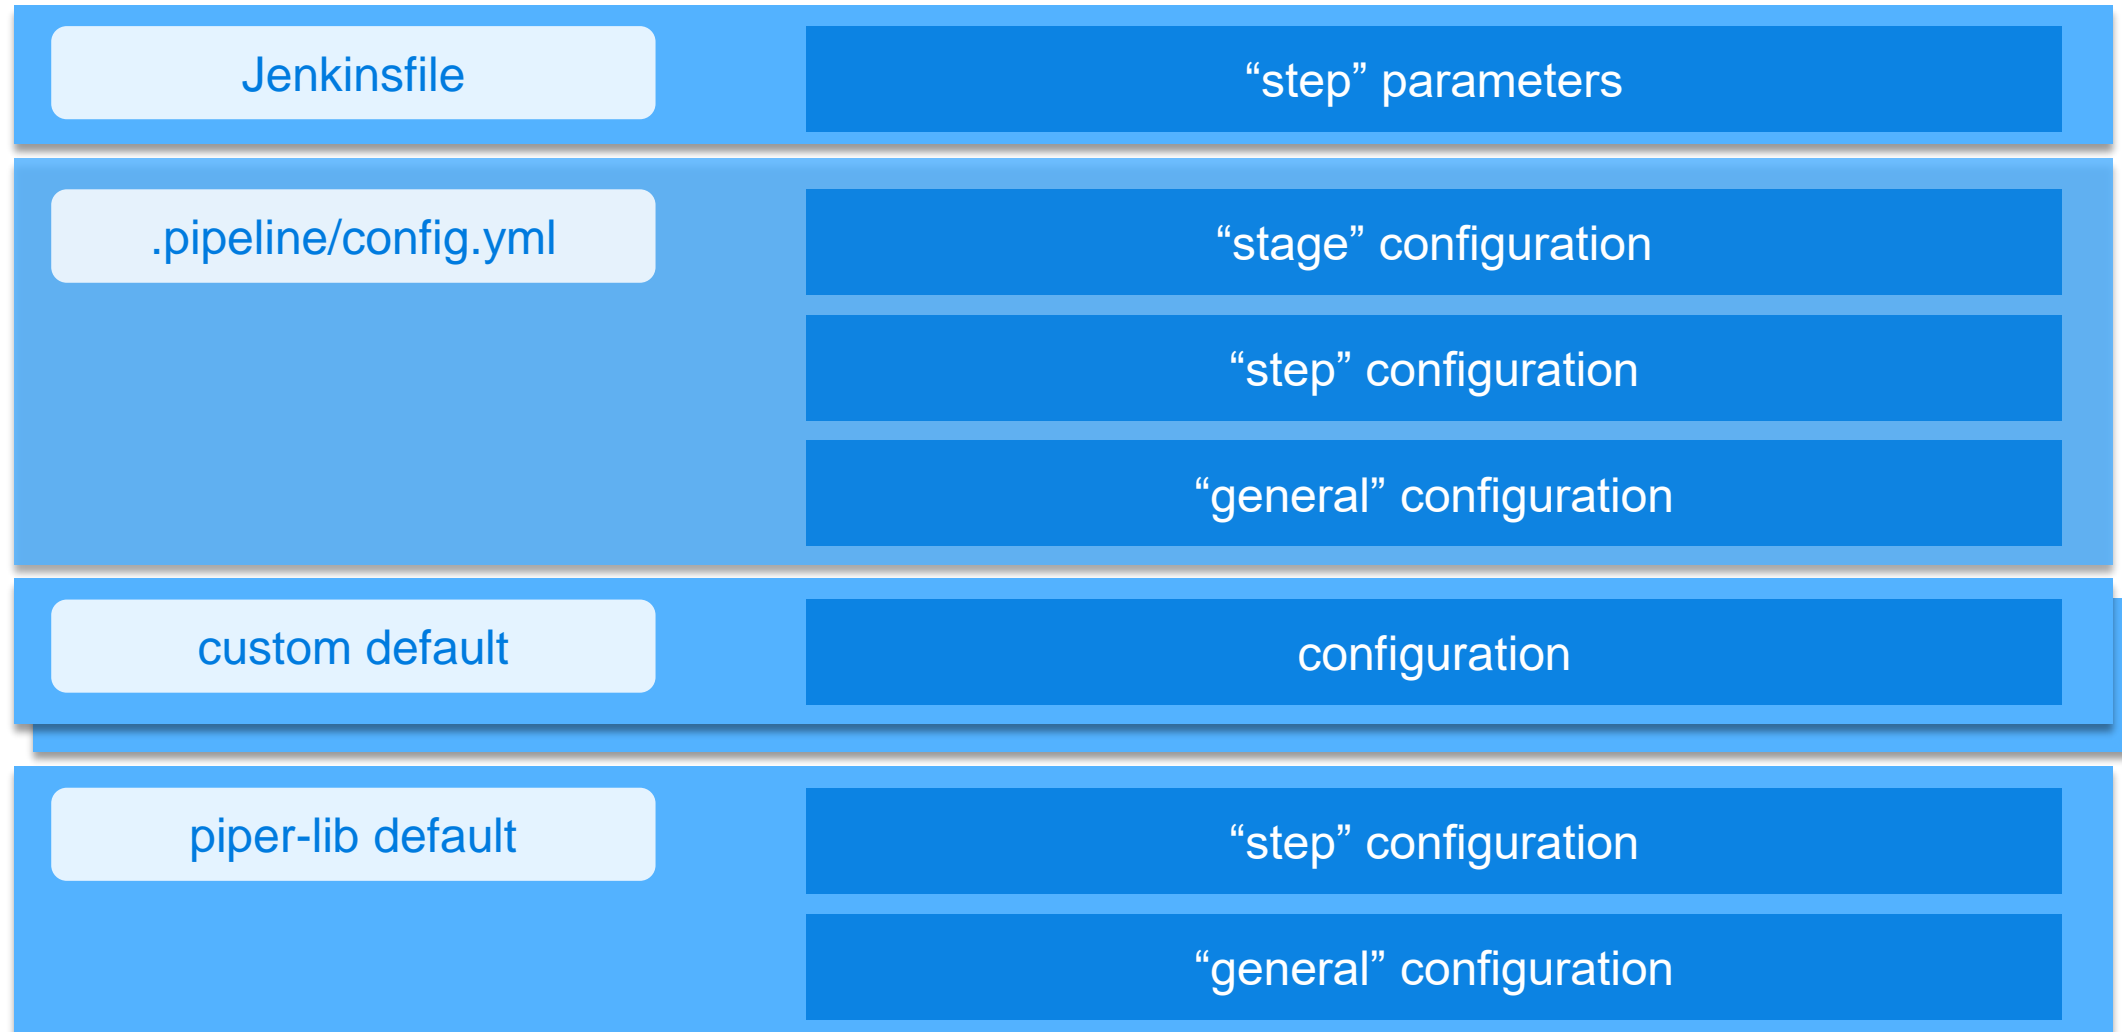 Jenkinsfile
“step” parameters
.pipeline/config.yml
“stage” configuration
“step” configuration
“general” configuration
custom default
configuration
piper-lib default
“step” configuration
“general” configuration